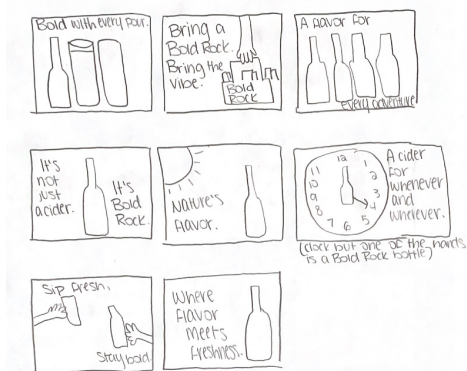 Bold with every pour.
Bring a
Bold Rock.
Bring the
vibe.
Bold
Rock
A flavor for
every adventure
It's
not
just
a cider.
It's
Bold
Rock.
Nature's
flavor.
12
1
2
3
4
5
6
7
8
9
10
11
A cider
for
whenever
and
wherever.
(clock but one of the hands
is a Bold Rock bottle)
Sip fresh,
Stay bold.
Where
flavor
meets
freshness.